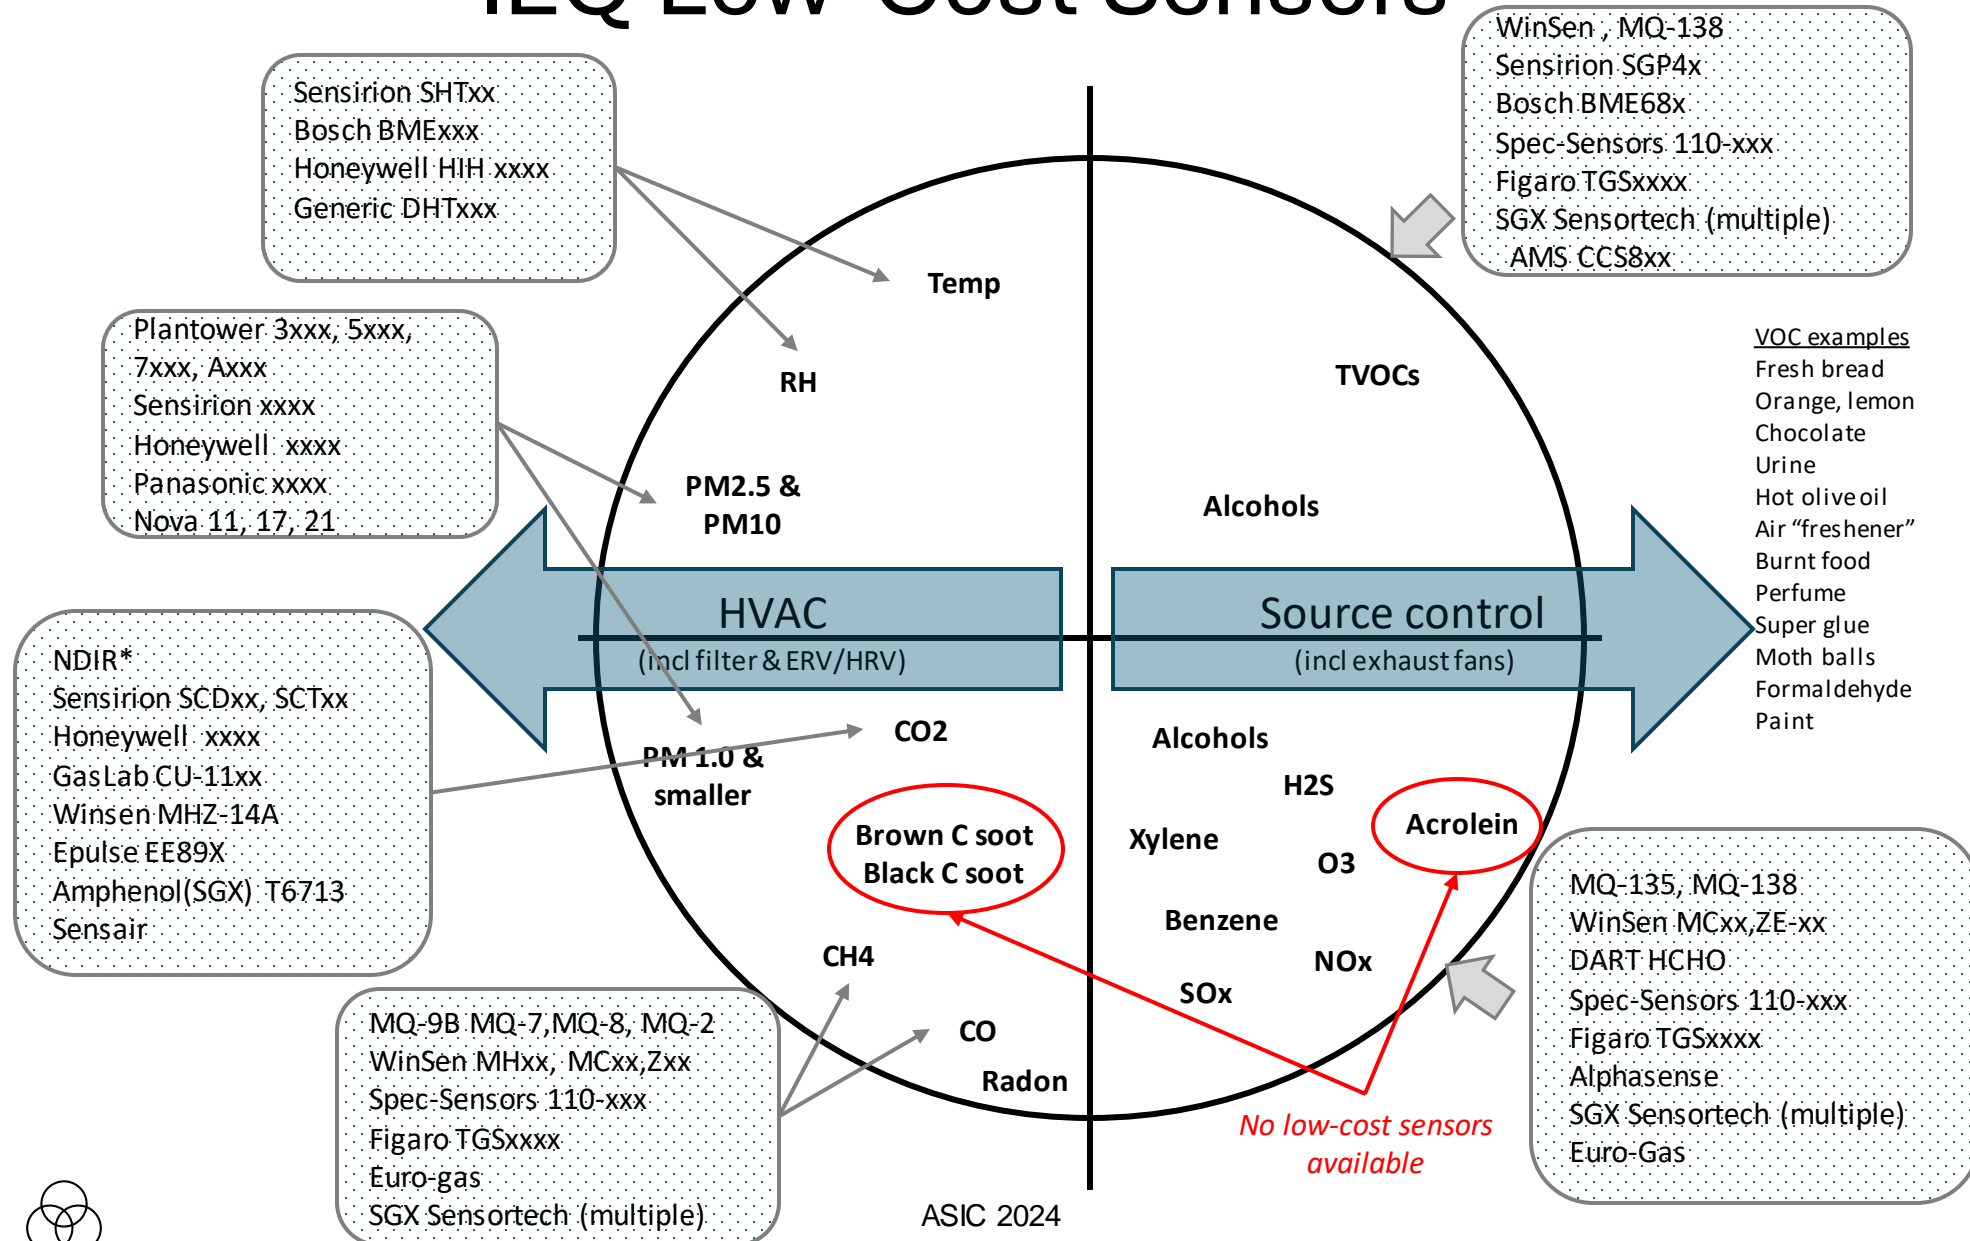 IEQ Low-Cost Sensors
Sensirion SHTxx
Bosch BMExxx
Honeywell HIH xxxx
Generic DHTxxx
WinSen , MQ-138
Sensirion SGP4x
Bosch BME68x
Spec-Sensors 110-xxx
Figaro TGSxxxx
SGX Sensortech (multiple)
AMS CCS8xx
Plantower 3xxx, 5xxx,
7xxx, Axxx
Sensirion xxxx
Honeywell xxxx
Panasonic xxxx
Nova 11, 17, 21
Temp
RH
PM2.5 &
PM10
TVOCs
Alcohols
VOC examples
Fresh bread
Orange, lemon
Chocolate
Urine
Hot olive oil
Air “freshener”
Burnt food
Perfume
Super glue
Moth balls
Formaldehyde
Paint
HVAC
(incl filter & ERV/HRV)
Source control
(incl exhaust fans)
NDIR*
Sensirion SCDxx, SCTxx
Honeywell xxxx
GasLab CU-11xx
Winsen MHZ-14A
Epulse EE89X
Amphenol(SGX) T6713
Sensair
CO2
PM 1.0 &
smaller
Brown C soot
Black C soot
CH4
CO
Radon
Alcohols
H2S
Acrolein
Xylene
O3
Benzene
NOx
SOx
MQ-135, MQ-138
WinSen MCxx,ZE-xx
DART HCHO
Spec-Sensors 110-xxx
Figaro TGSxxxx
Alphasense
SGX Sensortech (multiple)
Euro-Gas
MQ-9B MQ-7,MQ-8, MQ-2
WinSen MHxx, MCxx,Zxx
Spec-Sensors 110-xxx
Figaro TGSxxxx
Euro-gas
SGX Sensortech (multiple)
No low-cost sensors
available
ASIC 2024